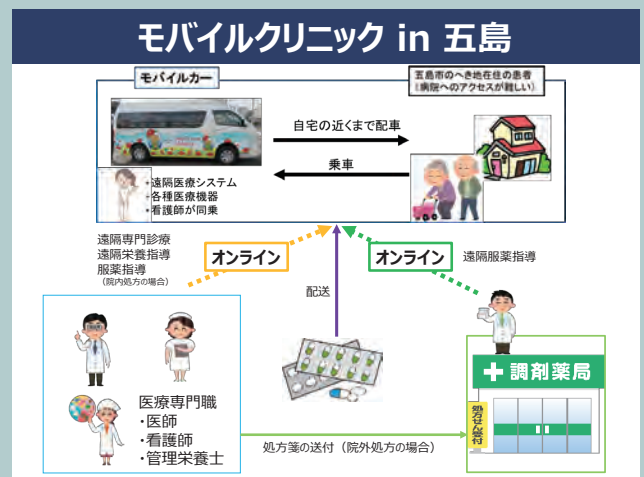 モバイルクリニック in 五島
モバイルカー
五島市のへき地在住の患者
(病院へのアクセスが難しい)
自宅の近くまで配車
乗車
・遠隔医療システム
・各種医療機器
・看護師が同乗
遠隔専門診療
遠隔栄養指導
服薬指導
(院内処方の場合)
オンライン
オンライン
遠隔服薬指導
配送
医療専門職
・医師
・看護師
・管理栄養士
処方箋の送付(院外処方の場合)
調剤薬局
処方せん受付